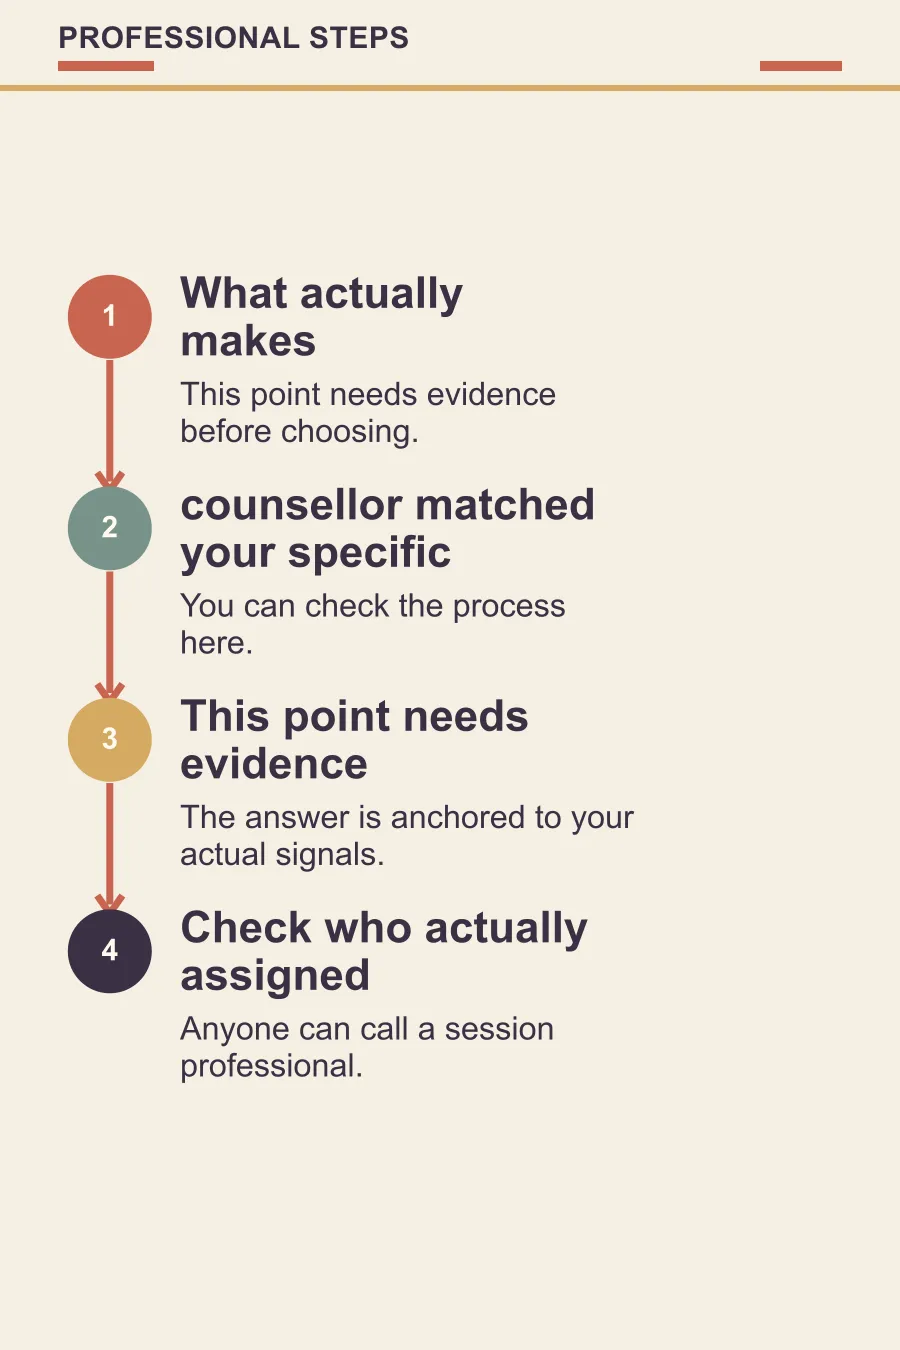 PROFESSIONAL STEPS
1
What actually
makes
This point needs evidence
before choosing.
2
counsellor matched
your specific
You can check the process
here.
3
This point needs
evidence
The answer is anchored to your
actual signals.
4
Check who actually
assigned
Anyone can call a session
professional.